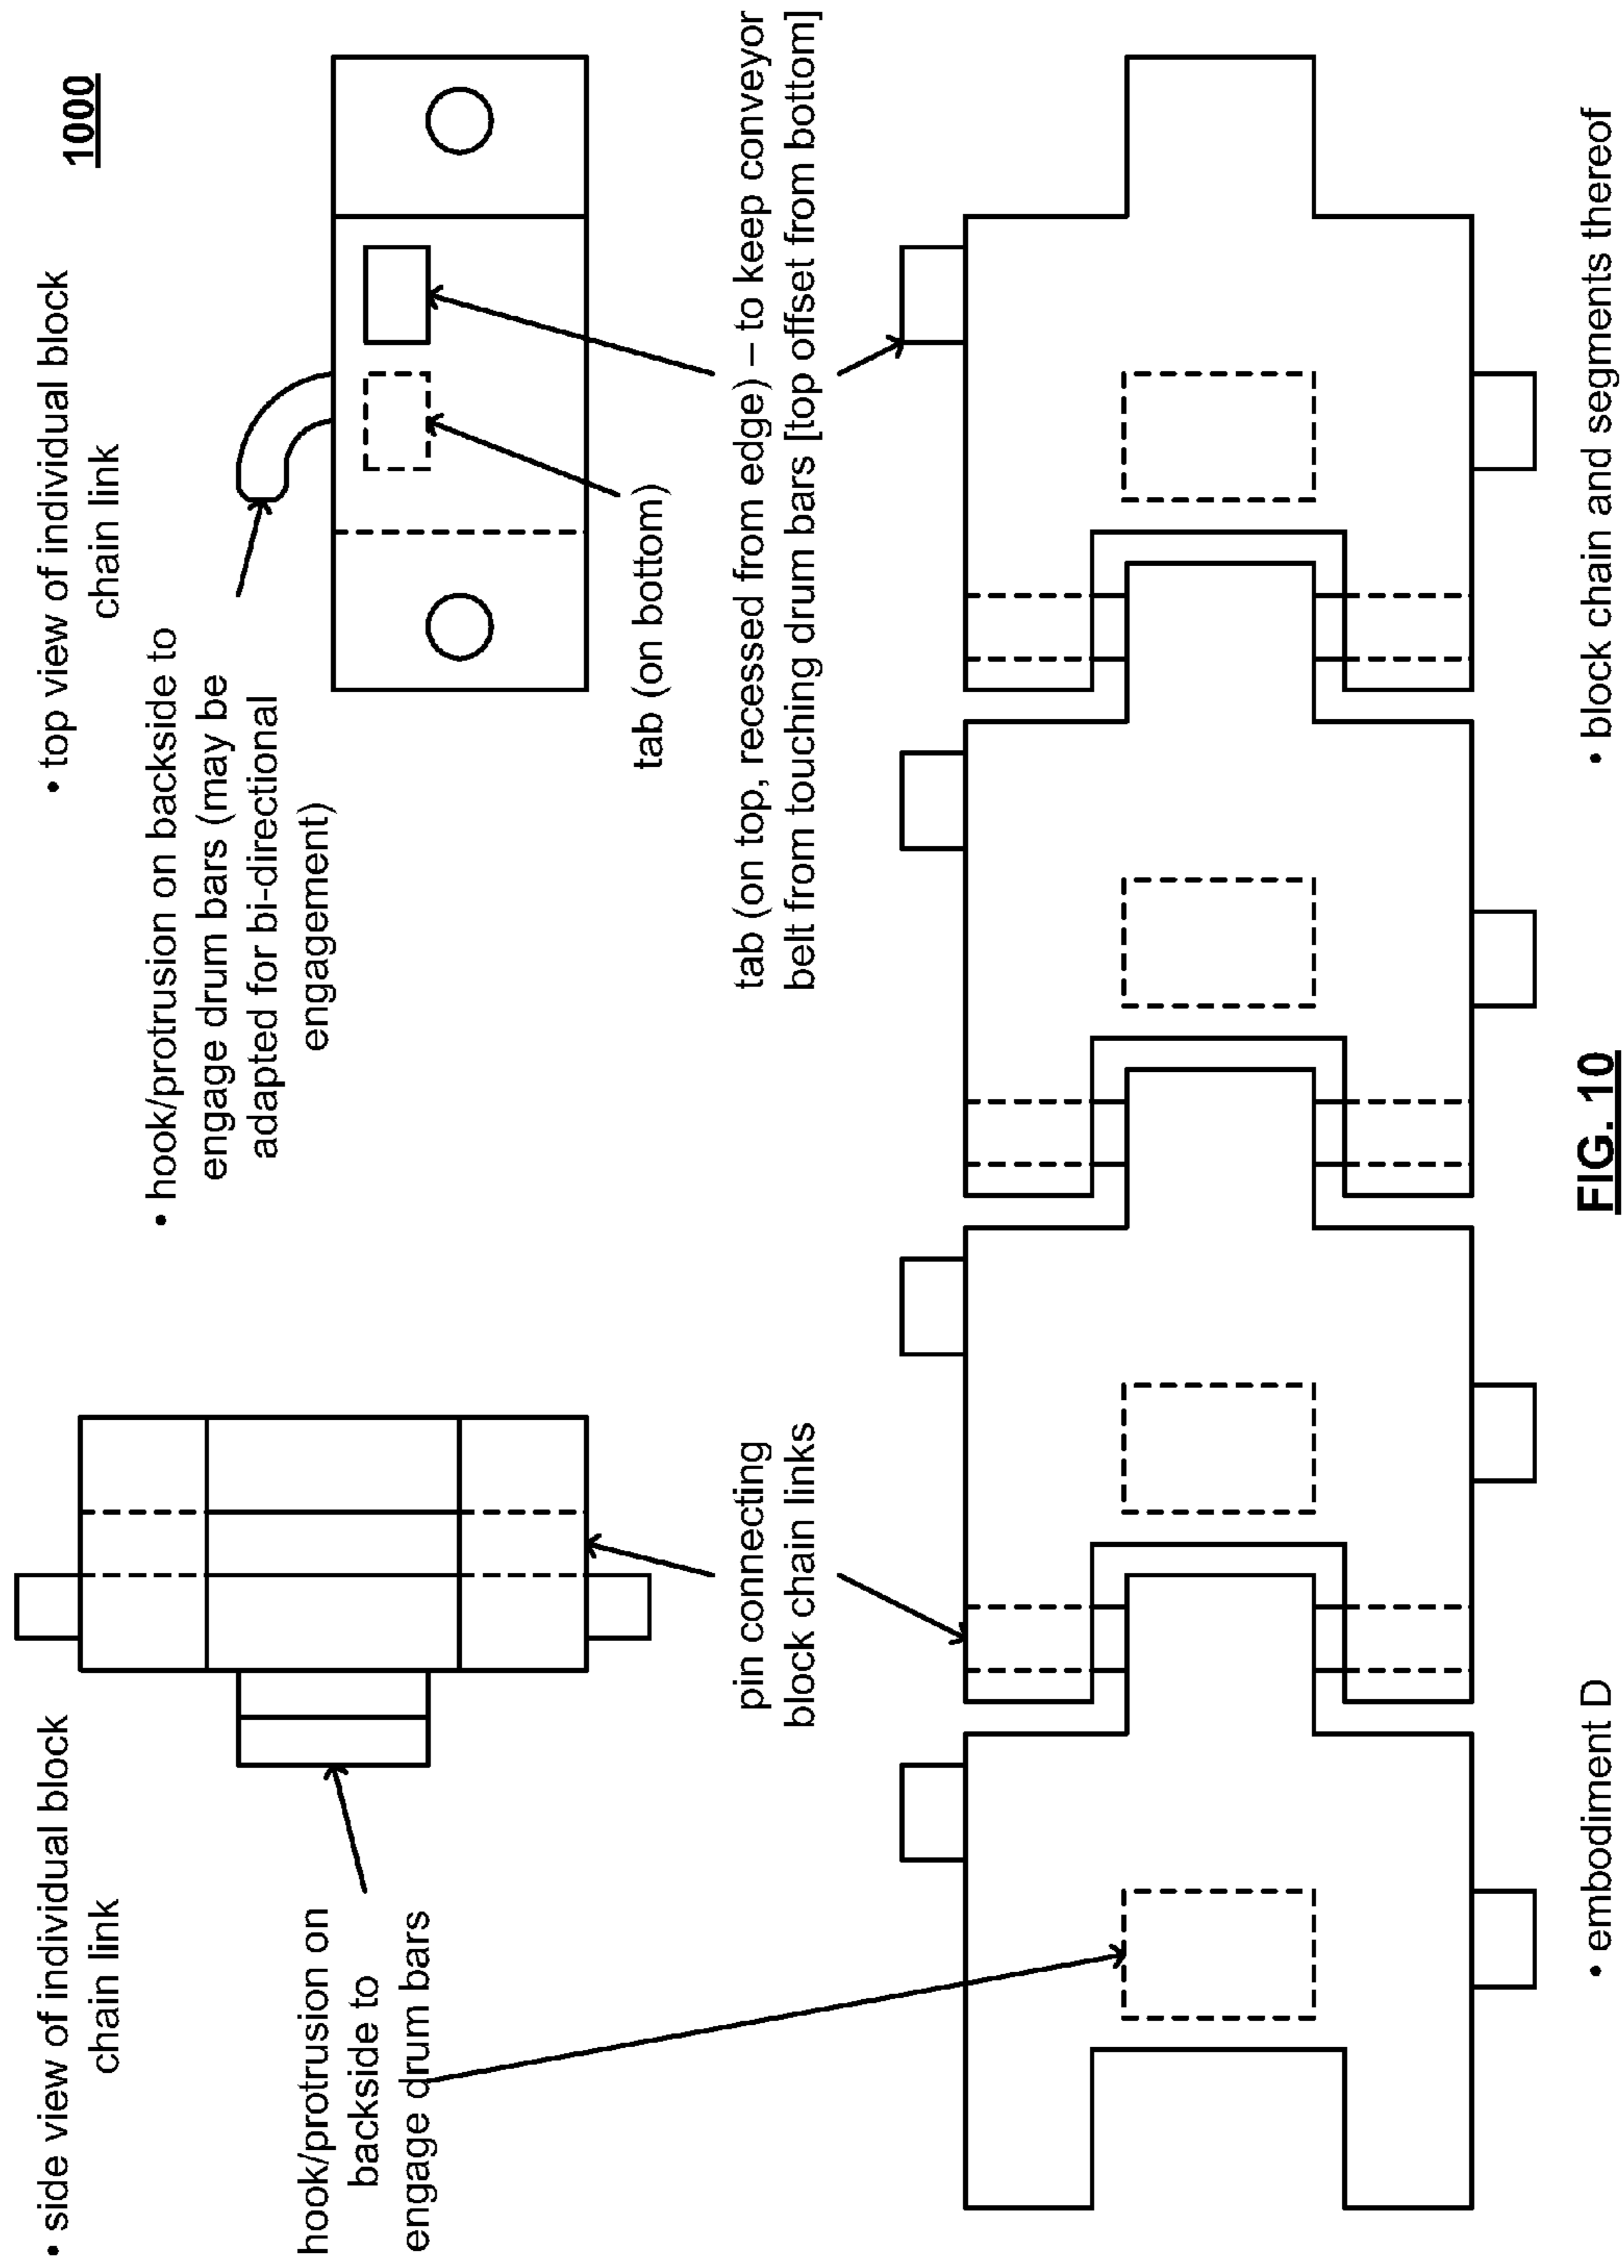 1000
• side view of individual block
chain link
• top view of individual block
chain link
• hook/protrusion on backside to
engage drum bars (may be
adapted for bi-directional
engagement)
hook/protrusion on
backside to
engage drum bars
tab (on bottom)
pin connecting
block chain links
tab (on top, recessed from edge) – to keep conveyor
belt from touching drum bars [top offset from bottom]
• embodiment D
• block chain and segments thereof
FIG. 10